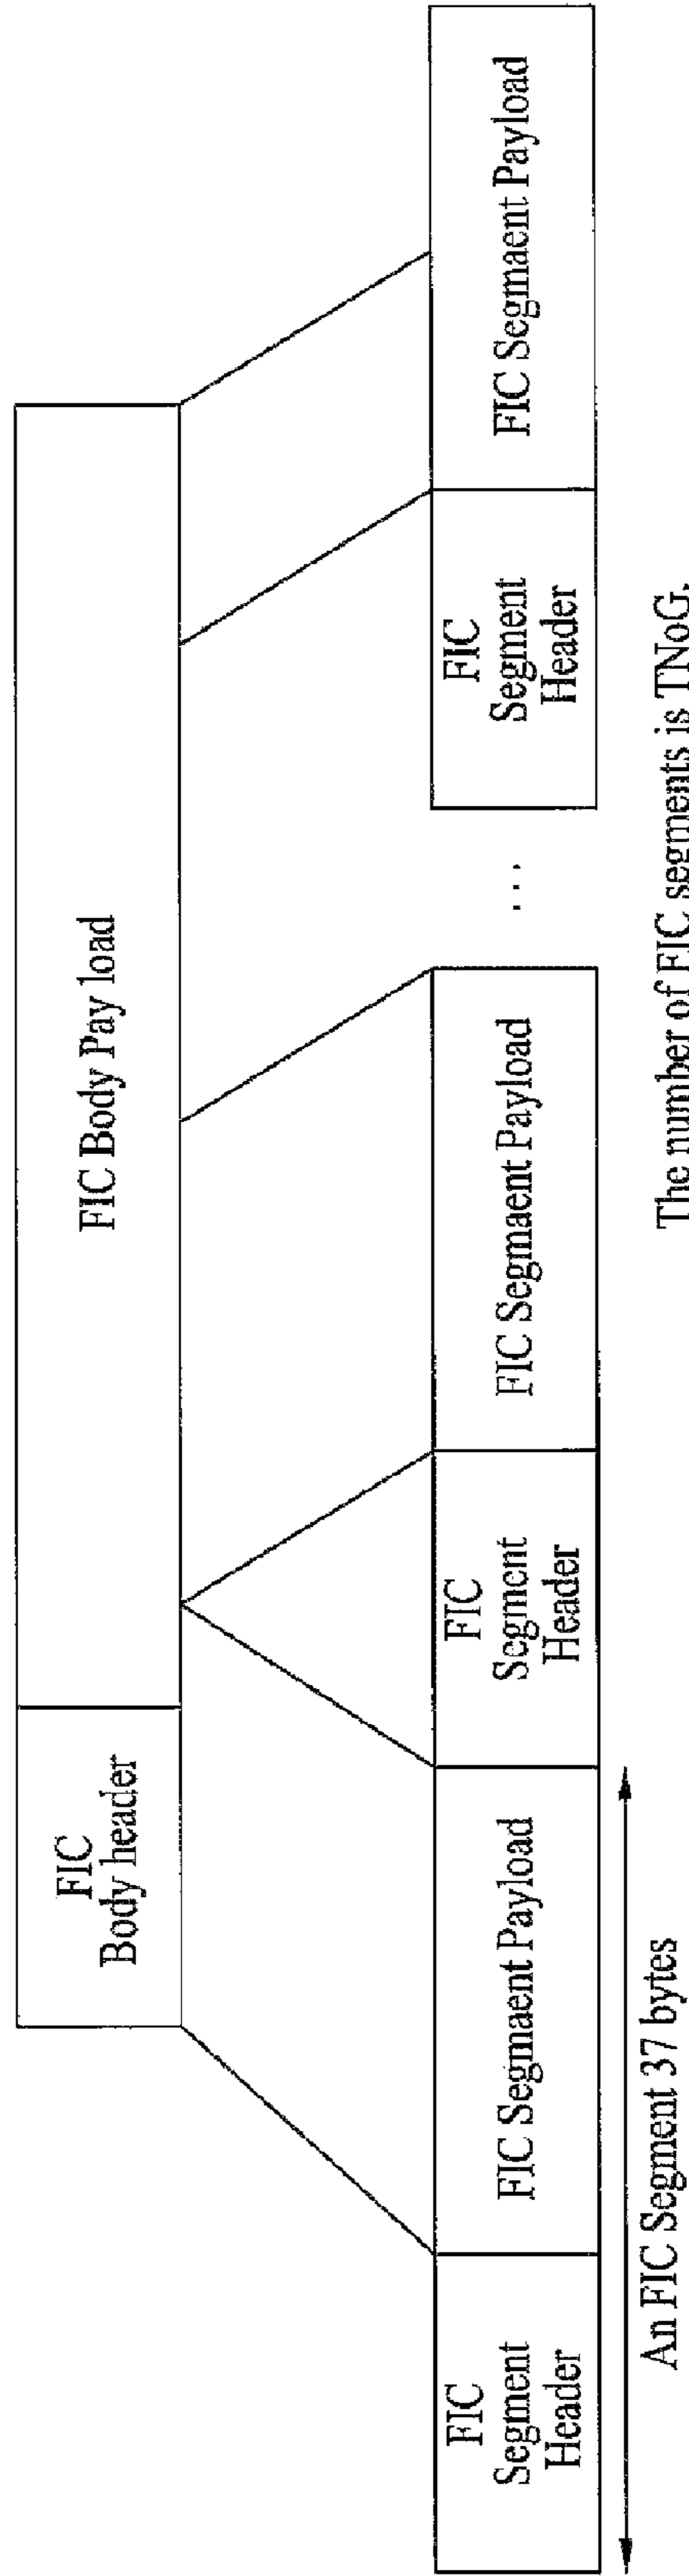 FIC
Body header
FIC Body Pay load
FIC
Segment
Header
FIC Segmaent Payload
FIC
Segment
Header
FIC Segmaent Payload
...
FIC
Segment
Header
FIC Segmaent Payload
An FIC Segment 37 bytes
The number of FIC segments is TNoG.